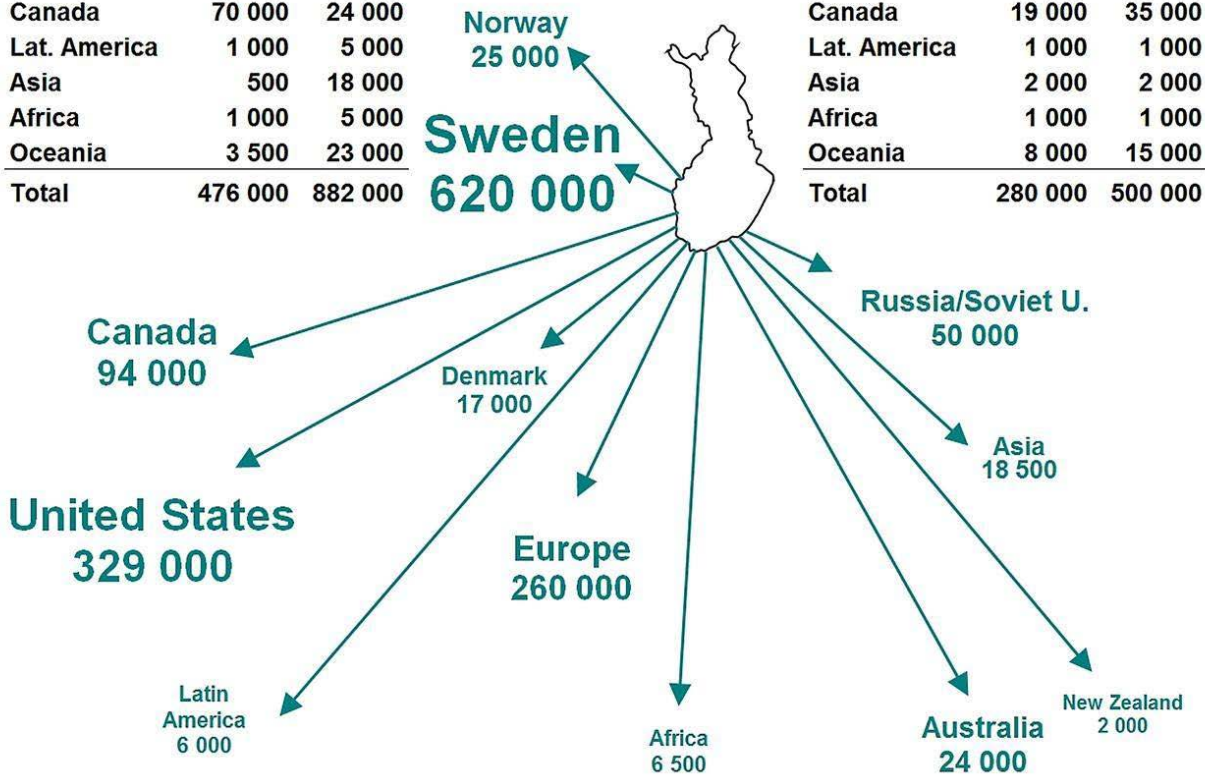 Canada 70 000 24 000
Lat. America 1 000 5 000
Asia 500 18 000
Africa 1 000 5 000
Oceania 3 500 23 000
Total 476 000 882 000
Norway
25 000
Sweden
620 000
Canada 19 000 35 000
Lat. America 1 000 1 000
Asia 2 000 2 000
Africa 1 000 1 000
Oceania 8 000 15 000
Total 280 000 500 000
Canada
94 000
Denmark
17 000
Russia/Soviet U.
50 000
Asia
18 500
United States
329 000
Europe
260 000
Latin
America
6 000
Africa
6 500
Australia
24 000
New Zealand
2 000